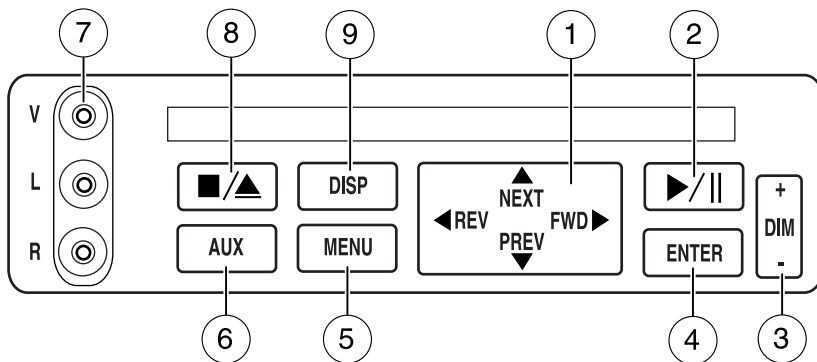 7 8 9 1 2
V
L
R
DISP
NEXT
REV FWD
PREV
+
DIM
-
AUX MENU ENTER
6 5 4 3